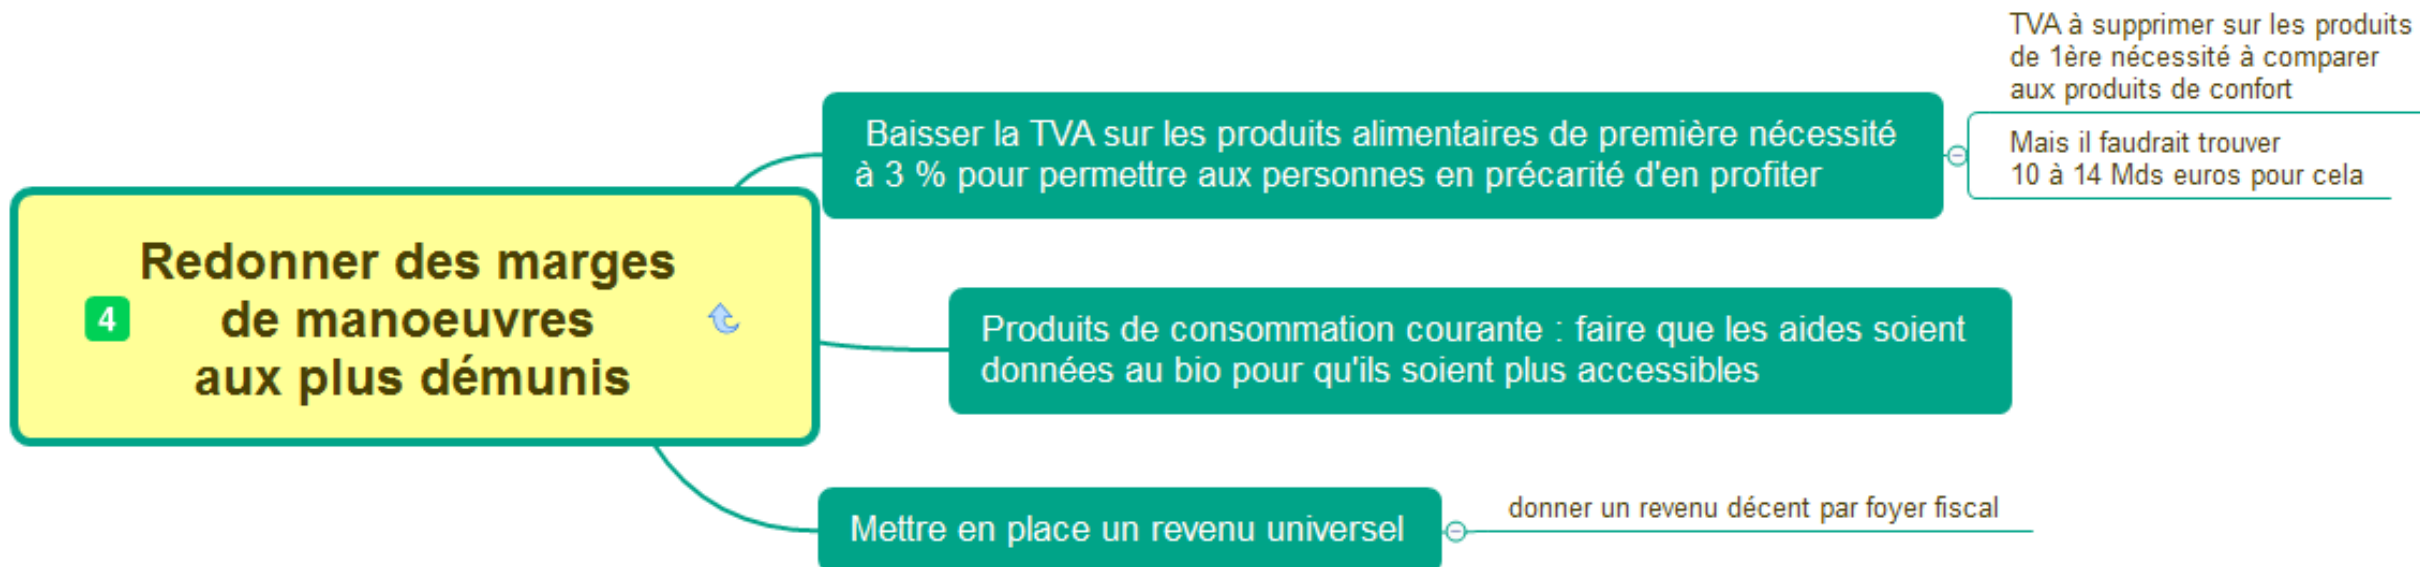 4
Redonner des marges
de manoeuvres
aux plus démunis
Baisser la TVA sur les produits alimentaires de première nécessité
à 3 % pour permettre aux personnes en précarité d'en profiter
TVA à supprimer sur les produits
de 1ère nécessité à comparer
aux produits de confort
Mais il faudrait trouver
10 à 14 Mds euros pour cela
Produits de consommation courante : faire que les aides soient
données au bio pour qu'ils soient plus accessibles
Mettre en place un revenu universel
donner un revenu décent par foyer fiscal